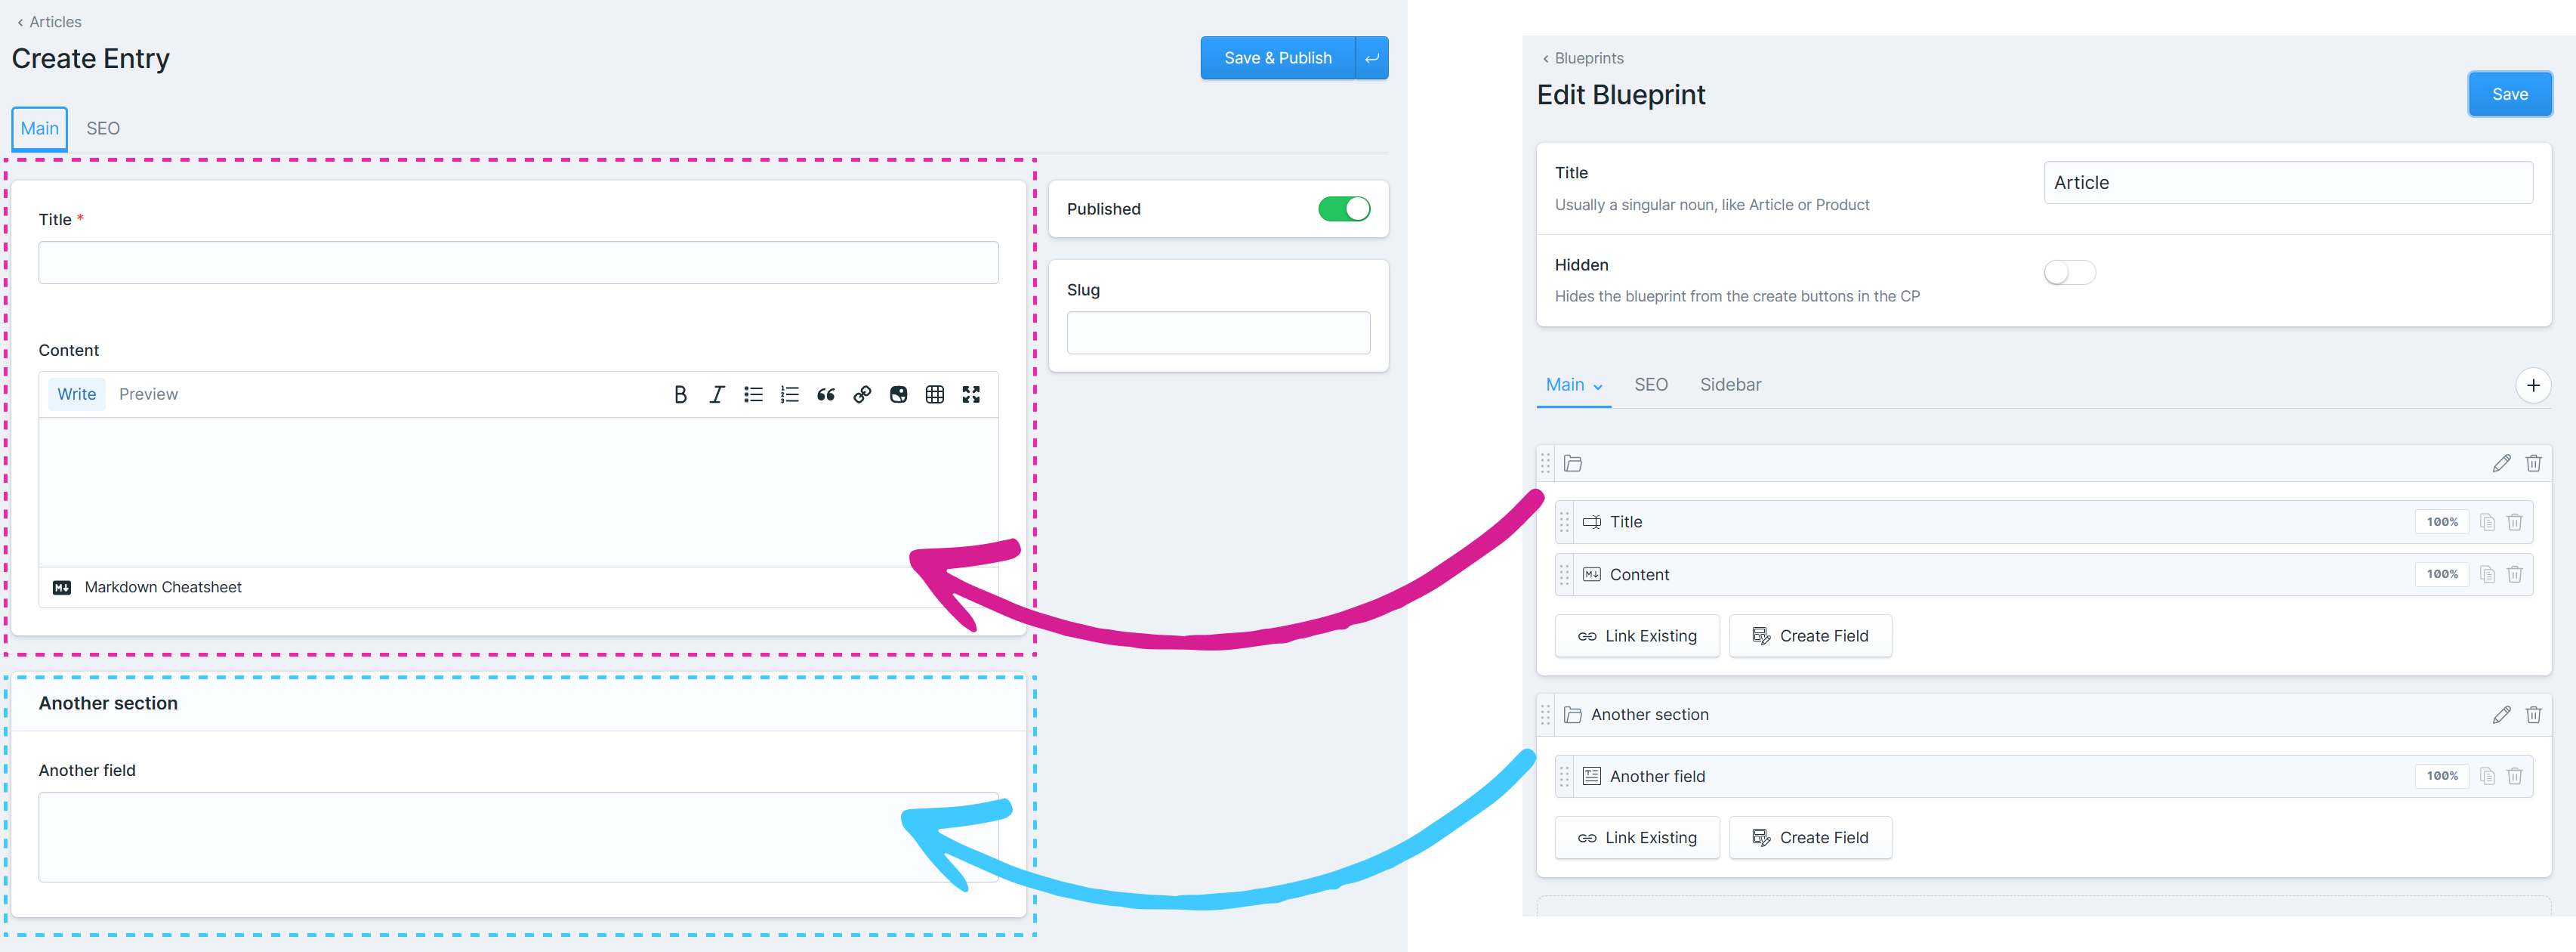 ‹ Articles
Create Entry
Save & Publish
Main SEO
Title *
Content
Write Preview
Markdown Cheatsheet
Another section
Another field
Published
Slug
‹ Blueprints
Edit Blueprint
Save
Title
Usually a singular noun, like Article or Product
Article
Hidden
Hides the blueprint from the create buttons in the CP
Main SEO Sidebar
Title 100%
Content 100%
Link Existing Create Field
Another section
Another field 100%
Link Existing Create Field